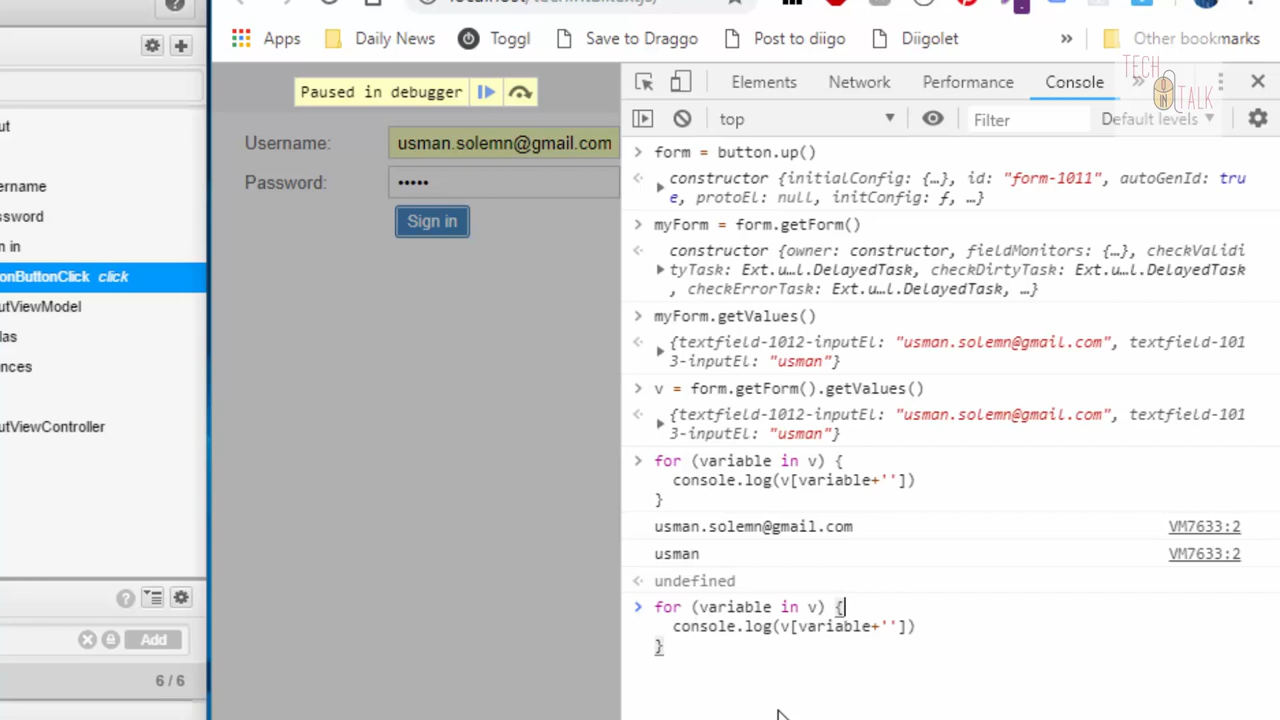 Apps
Daily News
Toggl
Save to Draggo
Post to diigo
Diigolet
»
Other bookmarks
Paused in debugger
Elements
Network
Performance
Console
»
TECH
IN
TALK
top
Filter
Default levels
Username:
usman.solemn@gmail.com
Password:
•••••
Sign in
ut
ername
ssword
n in
onButtonClick click
utViewModel
las
nces
utViewController
Add
6 / 6
> form = button.up()
constructor {initialConfig: {…}, id: "form-1011", autoGenId: tru
e, protoEl: null, initConfig: ƒ, …}
> myForm = form.getForm()
constructor {owner: constructor, fieldMonitors: {…}, checkValidi
tyTask: Ext.u…l.DelayedTask, checkDirtyTask: Ext.u…l.DelayedTask
, checkErrorTask: Ext.u…l.DelayedTask, …}
> myForm.getValues()
{textfield-1012-inputEl: "usman.solemn@gmail.com", textfield-101
3-inputEl: "usman"}
> v = form.getForm().getValues()
{textfield-1012-inputEl: "usman.solemn@gmail.com", textfield-101
3-inputEl: "usman"}
> for (variable in v) {
console.log(v[variable+''])
}
usman.solemn@gmail.com VM7633:2
usman VM7633:2
undefined
> for (variable in v) {
console.log(v[variable+''])
}